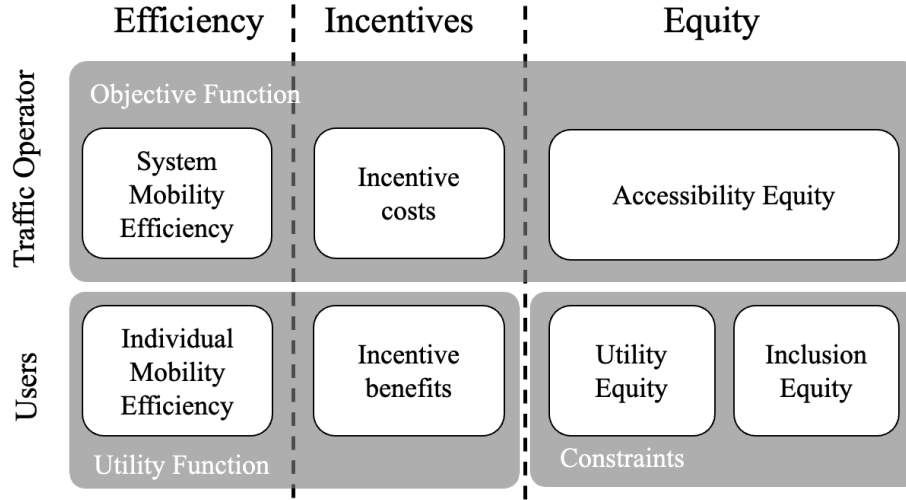 Efficiency
Incentives
Equity
Traffic Operator
Objective Function
System
Mobility
Efficiency
Incentive
costs
Accessibility Equity
Users
Individual
Mobility
Efficiency
Incentive
benefits
Utility
Equity
Inclusion
Equity
Utility Function
Constraints